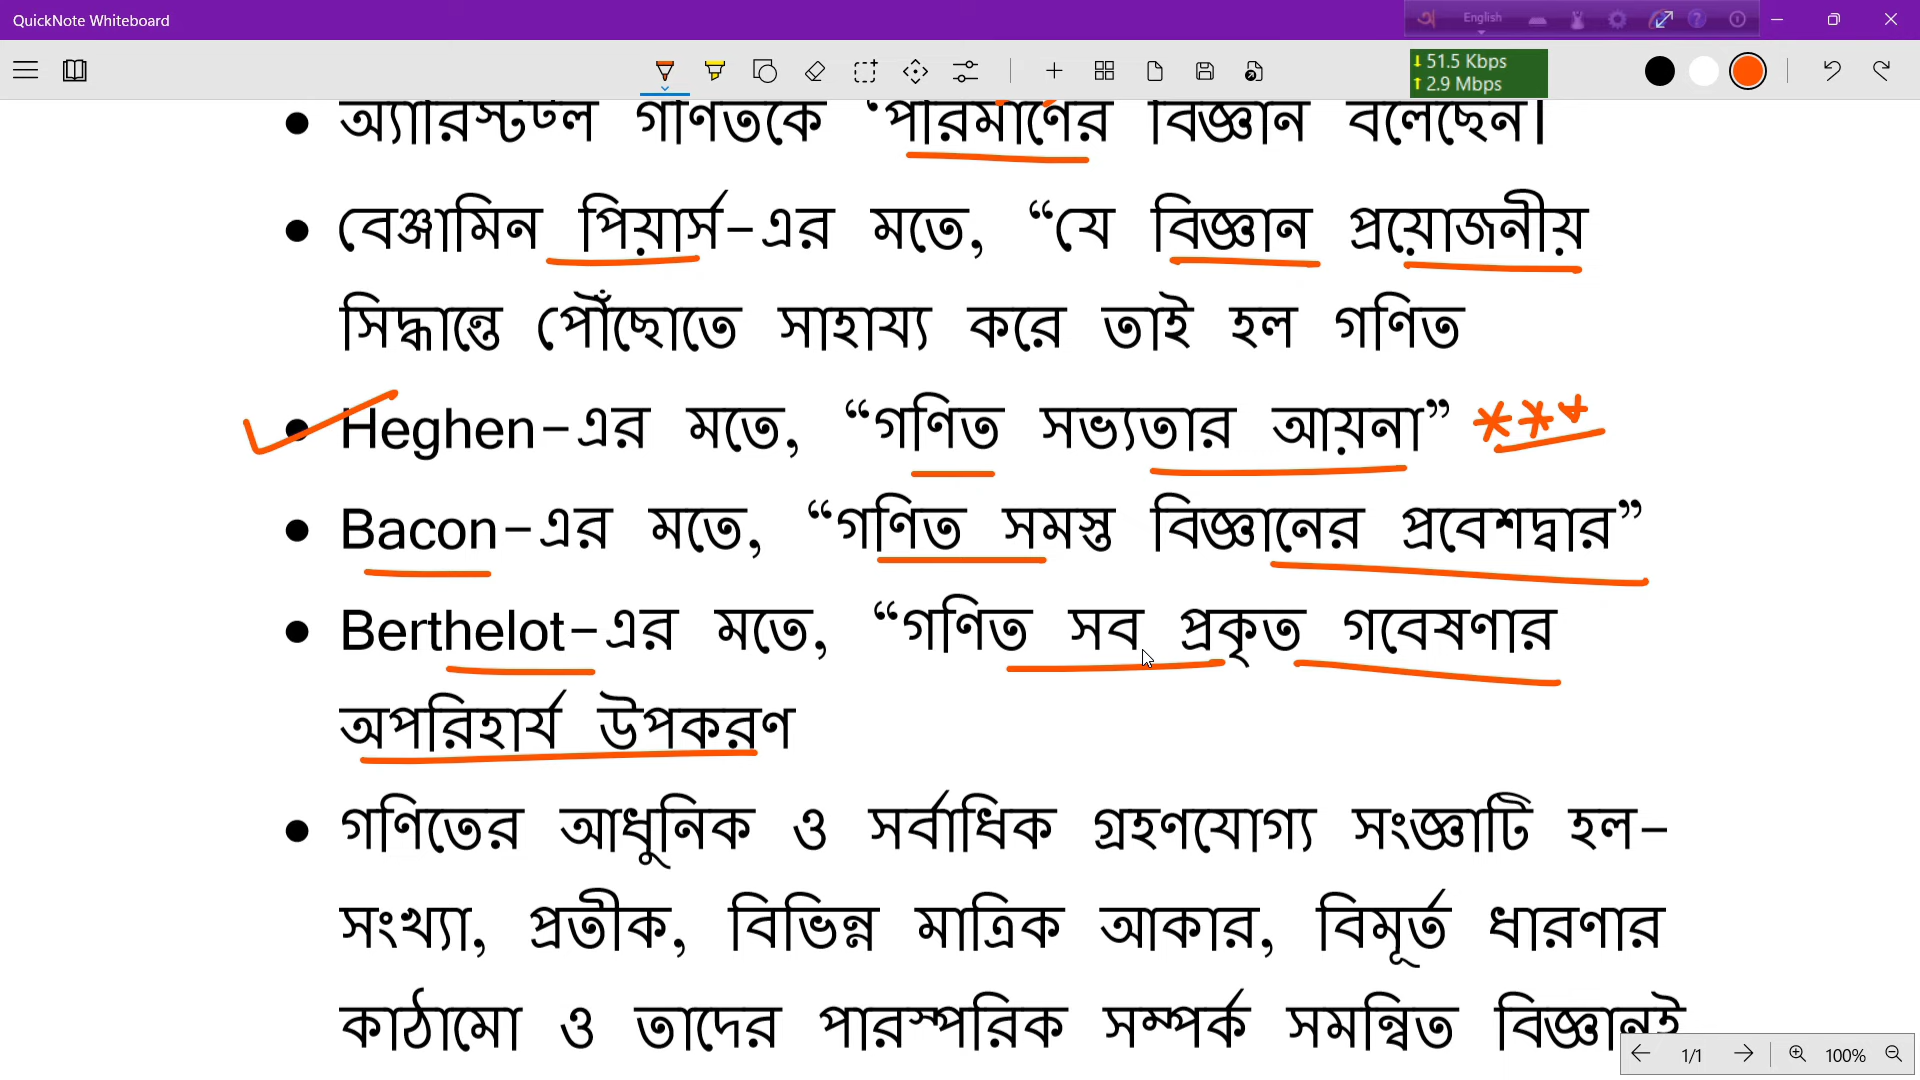 QuickNote Whiteboard
English
51.5 Kbps
2.9 Mbps
• অ্যারিস্টটল গণিতকে ‘পরিমাণের বিজ্ঞান বলেছেন।
• বেঞ্জামিন পিয়ার্স-এর মতে, “যে বিজ্ঞান প্রয়োজনীয়
সিদ্ধান্তে পৌঁছোতে সাহায্য করে তাই হল গণিত
• Heghen-এর মতে, “গণিত সভ্যতার আয়না” ***
• Bacon-এর মতে, “গণিত সমস্ত বিজ্ঞানের প্রবেশদ্বার”
• Berthelot-এর মতে, “গণিত সব প্রকৃত গবেষণার
অপরিহার্য উপকরণ
• গণিতের আধুনিক ও সর্বাধিক গ্রহণযোগ্য সংজ্ঞাটি হল-
সংখ্যা, প্রতীক, বিভিন্ন মাত্রিক আকার, বিমূর্ত ধারণার
কাঠামো ও তাদের পারস্পরিক সম্পর্ক সমন্বিত বিজ্ঞানই
1/1
100%